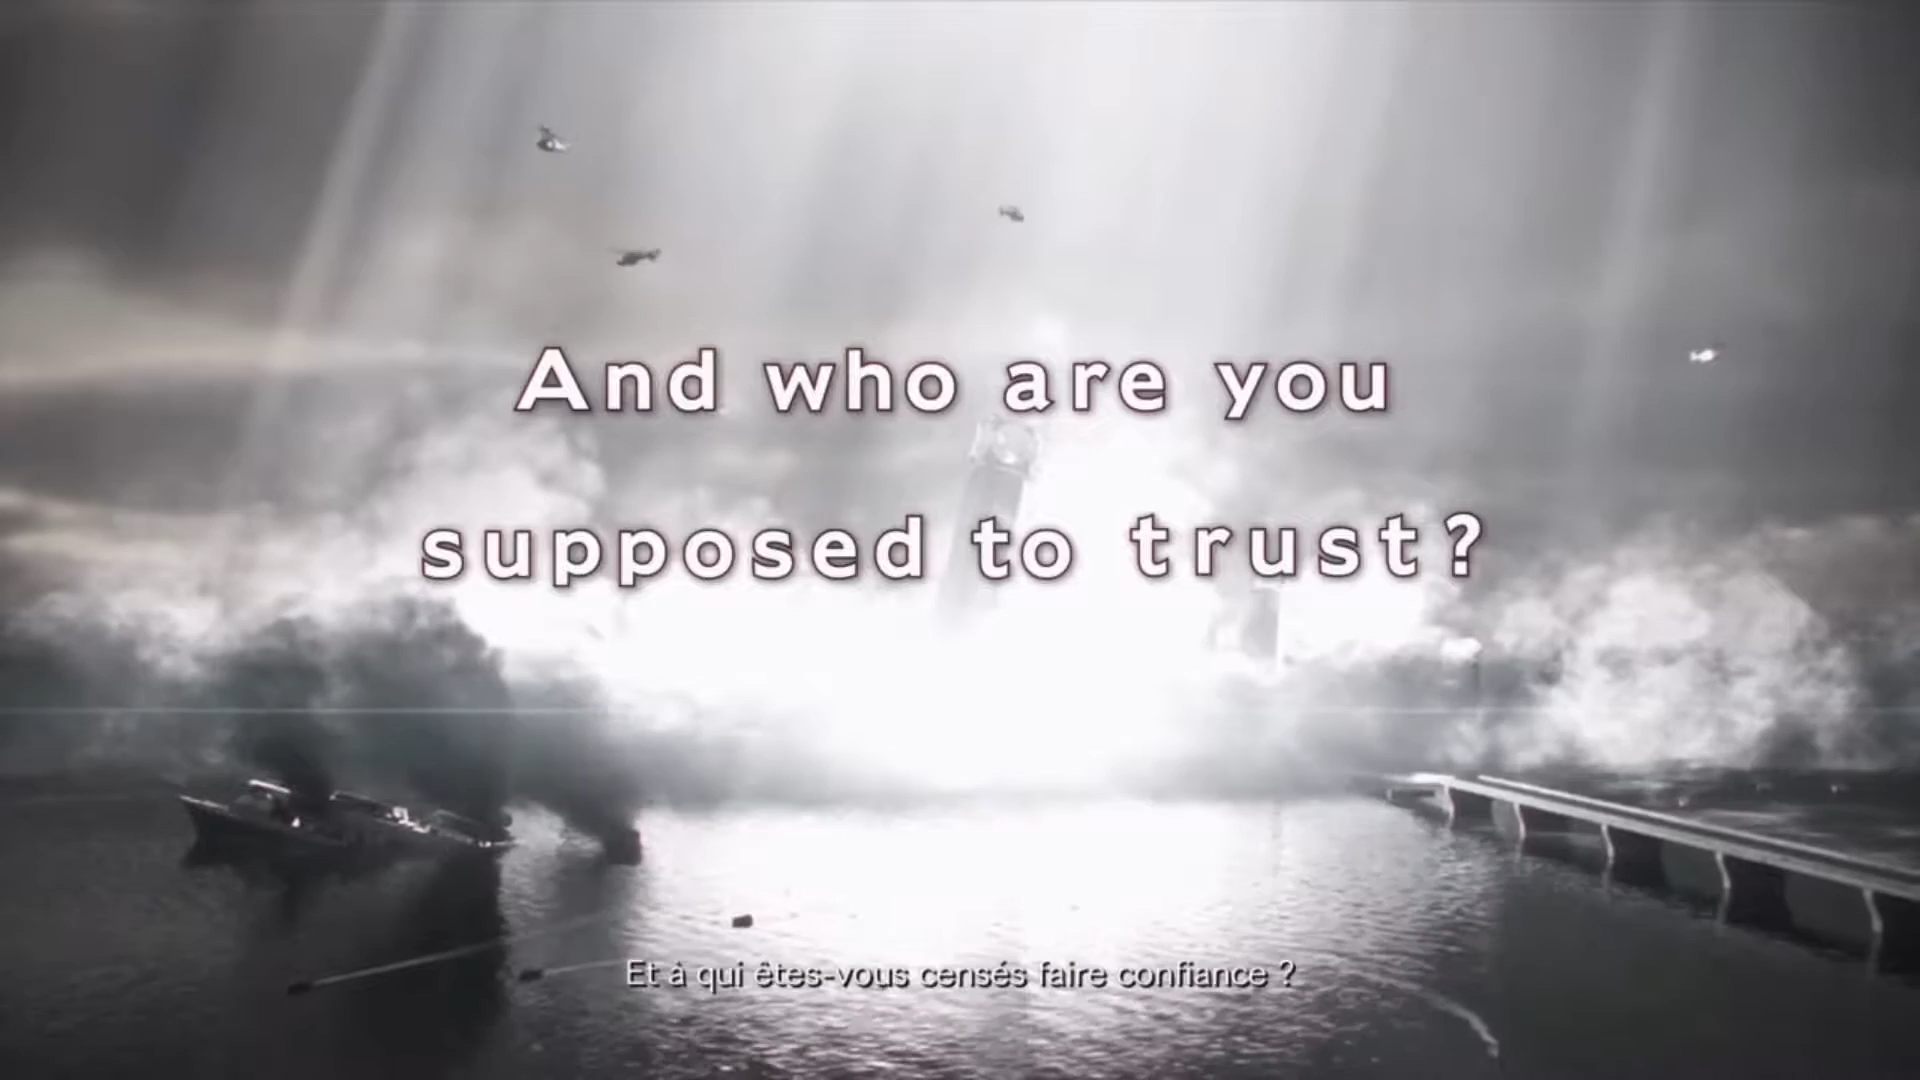 And who are you
supposed to trust?
Et à qui êtes-vous censés faire confiance ?